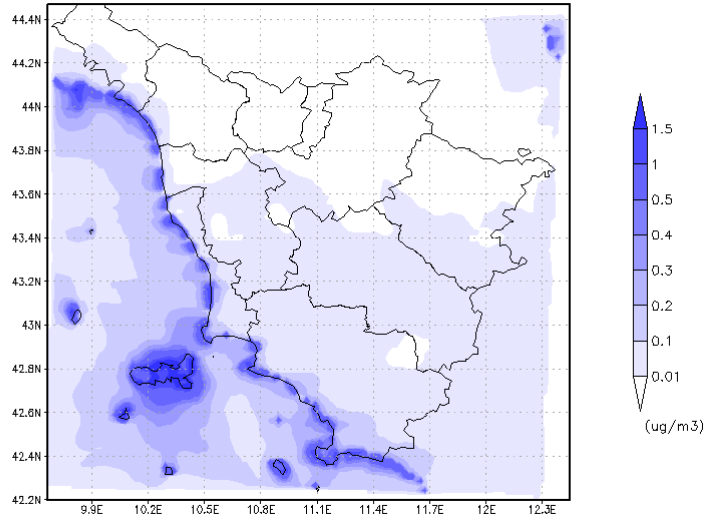 44.4N
44.2N
44N
43.8N
43.6N
43.4N
43.2N
43N
42.8N
42.6N
42.4N
42.2N
9.9E 10.2E 10.5E 10.8E 11.1E 11.4E 11.7E 12E 12.3E
1.5
1
0.5
0.3
0.2
0.1
0.01
(ug/m3)